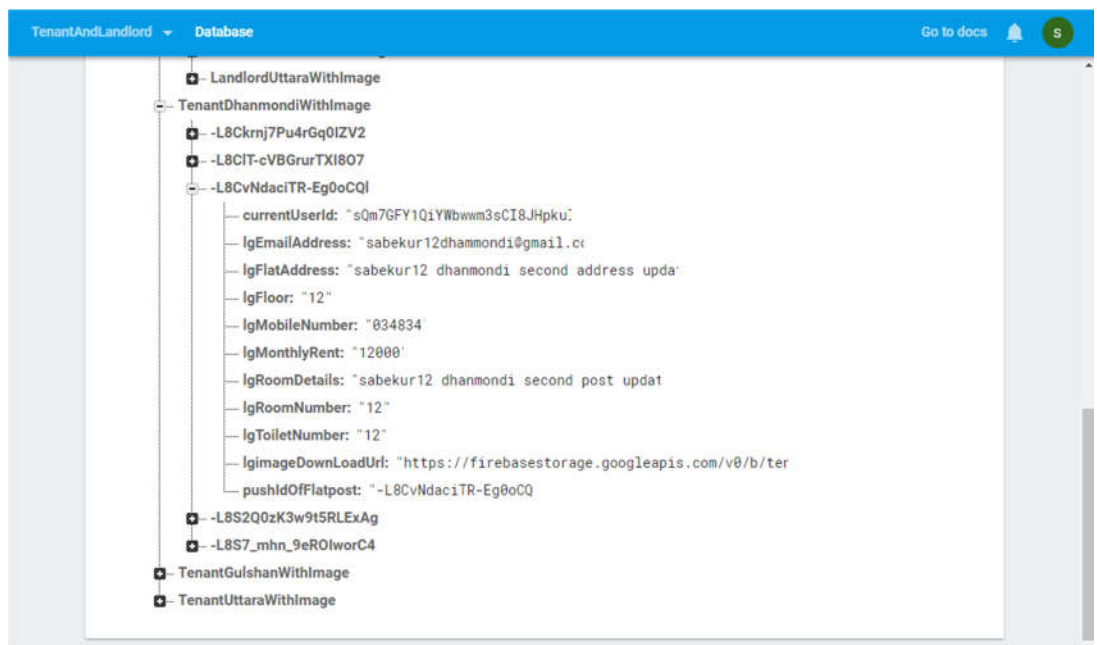 TenantAndLandlord Database Go to docs S
LandlordUttaraWithImage
TenantDhanmondiWithImage
-L8Ckrnj7Pu4rGq0IZV2
-L8ClT-cVBGrurTXI8O7
-L8CvNdaciTR-Eg0oCQl
currentUserId: "sQm7GFY1QiYWbwwm3sCI8JHpku
lgEmailAddress: "sabekur12dhammondi@gmail.cc
lgFlatAddress: "sabekur12 dhanmondi second address upda
lgFloor: "12"
lgMobileNumber: "034834
lgMonthlyRent: "12000
lgRoomDetails: "sabekur12 dhanmondi second post updat
lgRoomNumber: "12"
lgToiletNumber: "12"
lgimageDownLoadUrl: "https://firebasestorage.googleapis.com/v0/b/ter
pushIdOfFlatpost: "-L8CvNdaciTR-Eg0oCQ
-L8S2Q0zK3w9t5RLExAg
-L8S7_mhn_9eROIworC4
TenantGulshanWithImage
TenantUttaraWithImage